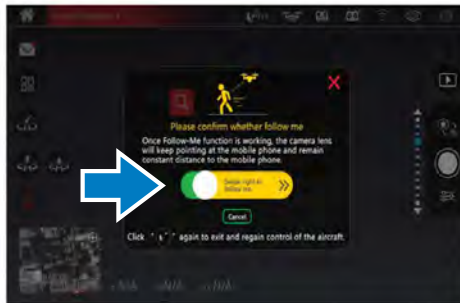 Please confirm whether follow me
Once Follow-Me function is working, the camera lens
will keep pointing at the mobile phone and remain
constant distance to the mobile phone.
Swipe right to
follow me
Cancel
Click " " again to exit and regain control of the aircraft.